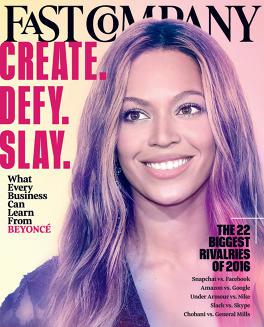 FAST COMPANY
CREATE.
DEFY.
SLAY.
What
Every
Business
Can
Learn
From
BEYONCÉ
THE 22
BIGGEST
RIVALRIES
OF 2016
Snapchat vs. Facebook
Amazon vs. Google
Under Armour vs. Nike
Slack vs. Skype
Chobani vs. General Mills